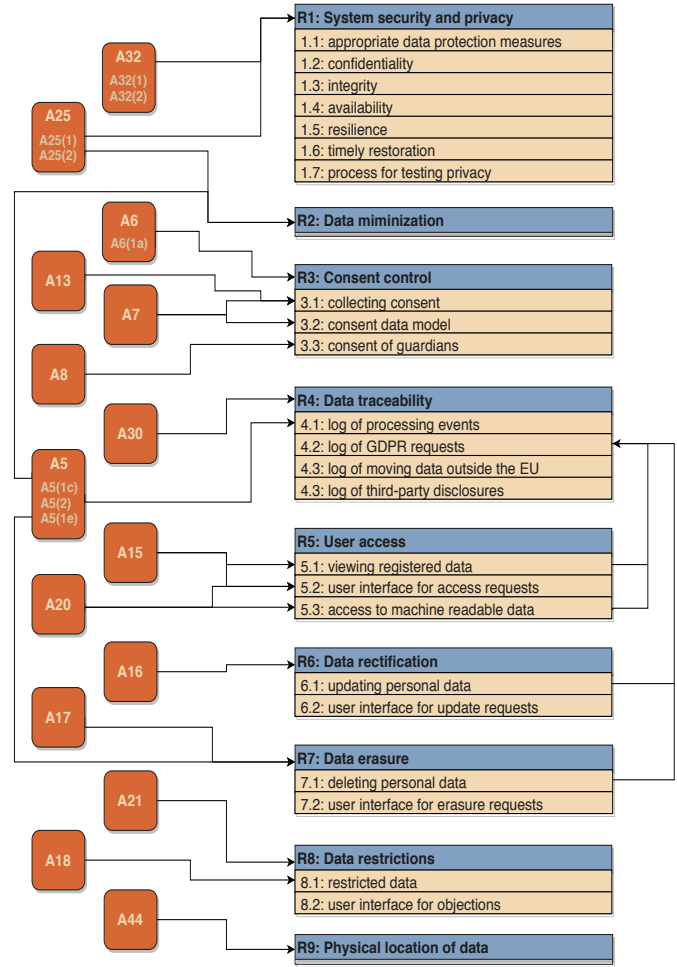 R1: System security and privacy
1.1: appropriate data protection measures
1.2: confidentiality
1.3: integrity
1.4: availability
1.5: resilience
1.6: timely restoration
1.7: process for testing privacy
A32
A32(1)
A32(2)
A25
A25(1)
A25(2)
R2: Data miminization
A6
A6(1a)
A13
A7
A8
R3: Consent control
3.1: collecting consent
3.2: consent data model
3.3: consent of guardians
A30
A5
A5(1c)
A5(2)
A5(1e)
R4: Data traceability
4.1: log of processing events
4.2: log of GDPR requests
4.3: log of moving data outside the EU
4.3: log of third-party disclosures
A15
A20
R5: User access
5.1: viewing registered data
5.2: user interface for access requests
5.3: access to machine readable data
A16
R6: Data rectification
6.1: updating personal data
6.2: user interface for update requests
A17
R7: Data erasure
7.1: deleting personal data
7.2: user interface for erasure requests
A21
A18
R8: Data restrictions
8.1: restricted data
8.2: user interface for objections
A44
R9: Physical location of data